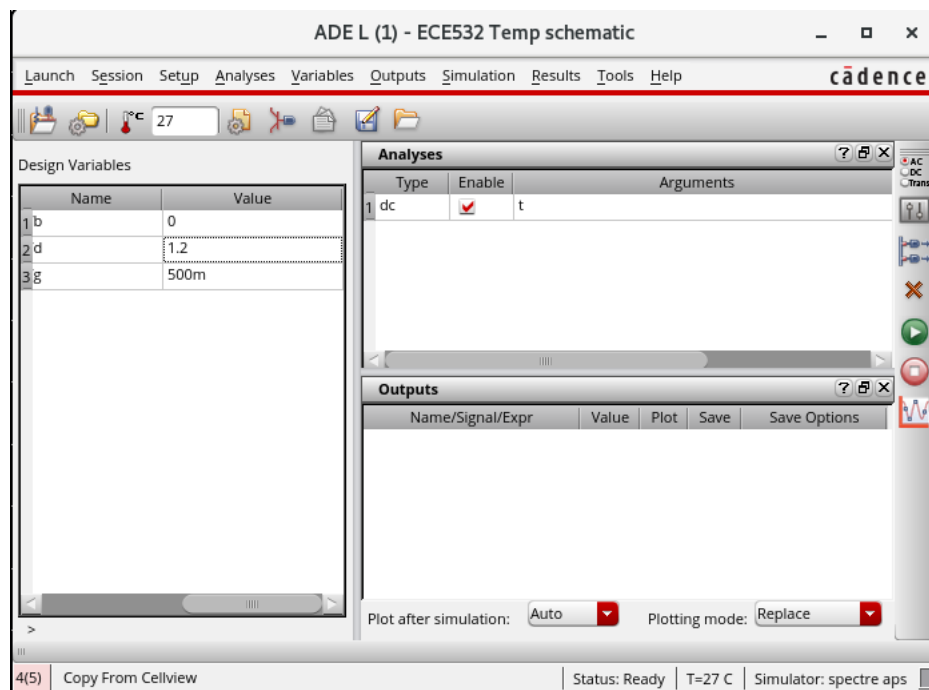 ADE L (1) - ECE532 Temp schematic
Launch Session Setup Analyses Variables Outputs Simulation Results Tools Help cādence
°C 27
Design Variables
Name Value
1 b 0
2 d 1.2
3 g 500m
>
Analyses
Type Enable Arguments
1 dc t
Outputs
Name/Signal/Expr Value Plot Save Save Options
Plot after simulation: Auto Plotting mode: Replace
AC
DC
Trans
4(5) Copy From Cellview Status: Ready T=27 C Simulator: spectre aps